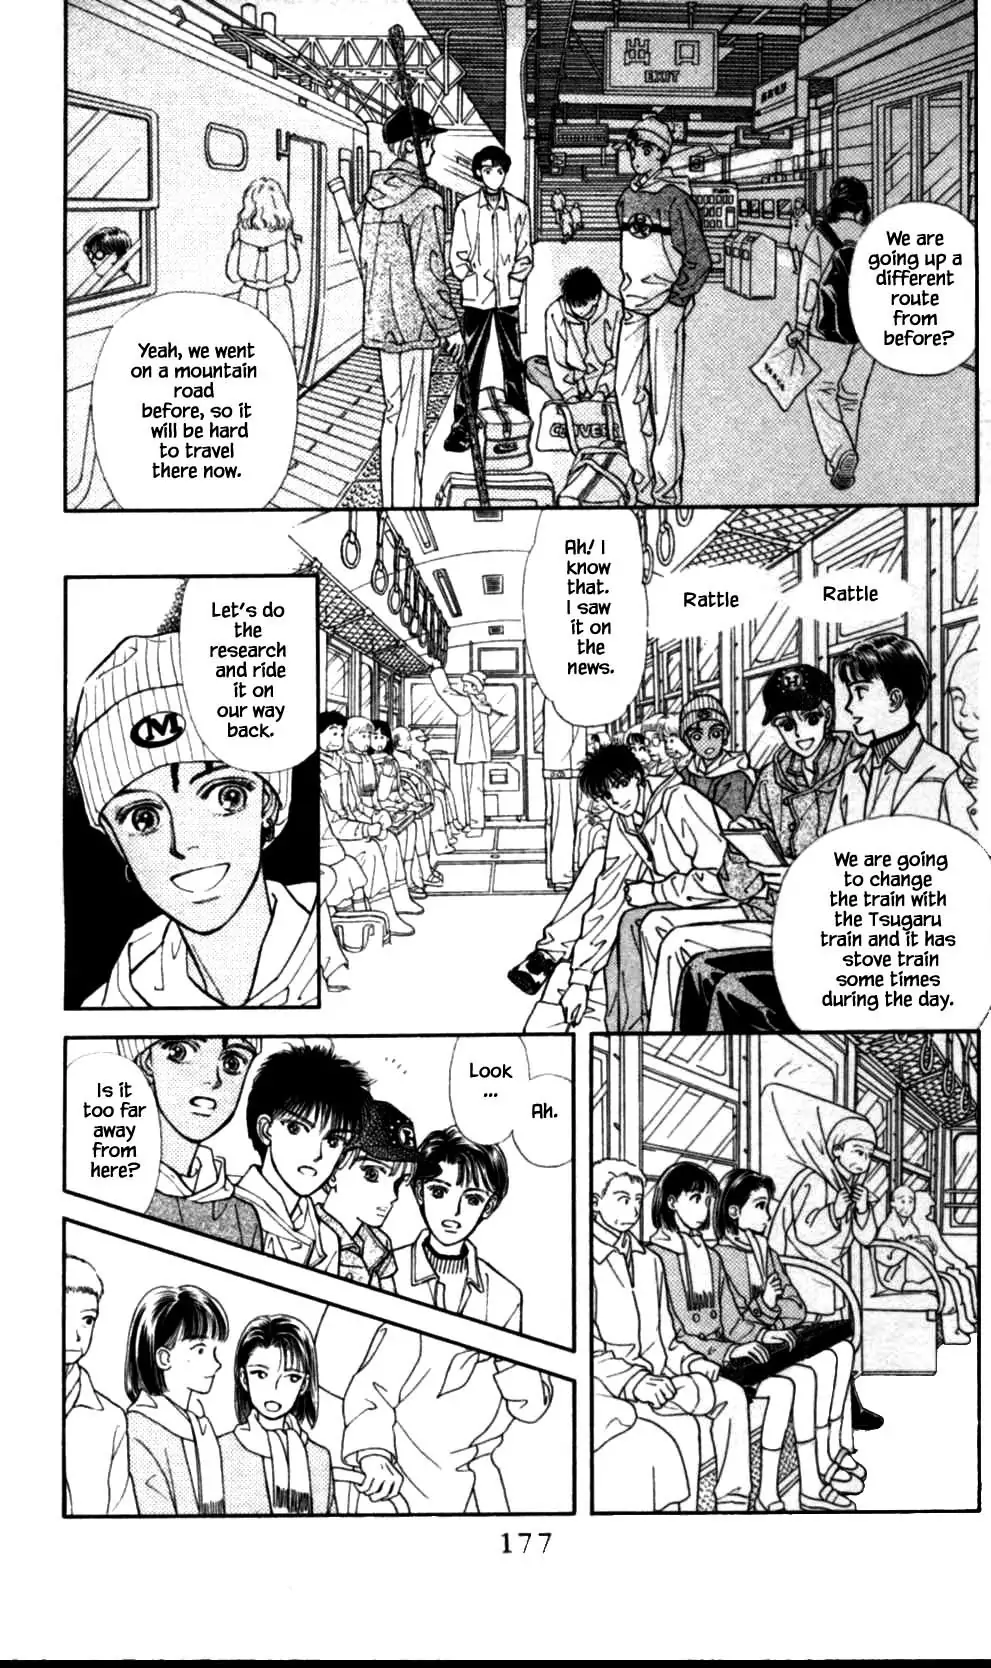 出口
EXIT
We are
going up a
different
route
from
before?
Yeah, we went
on a mountain
road
before, so it
will be hard
to travel
there now.
CONVER
Ah! I
know
that.
I saw
it on
the
news.
Rattle
Rattle
Let's do
the
research
and ride
it on
our way
back.
M
H
We are going
to change
the train with
the Tsugaru
train and it has
stove train
some times
during the day.
Look
...
Ah.
Is it
too far
away
from
here?
177